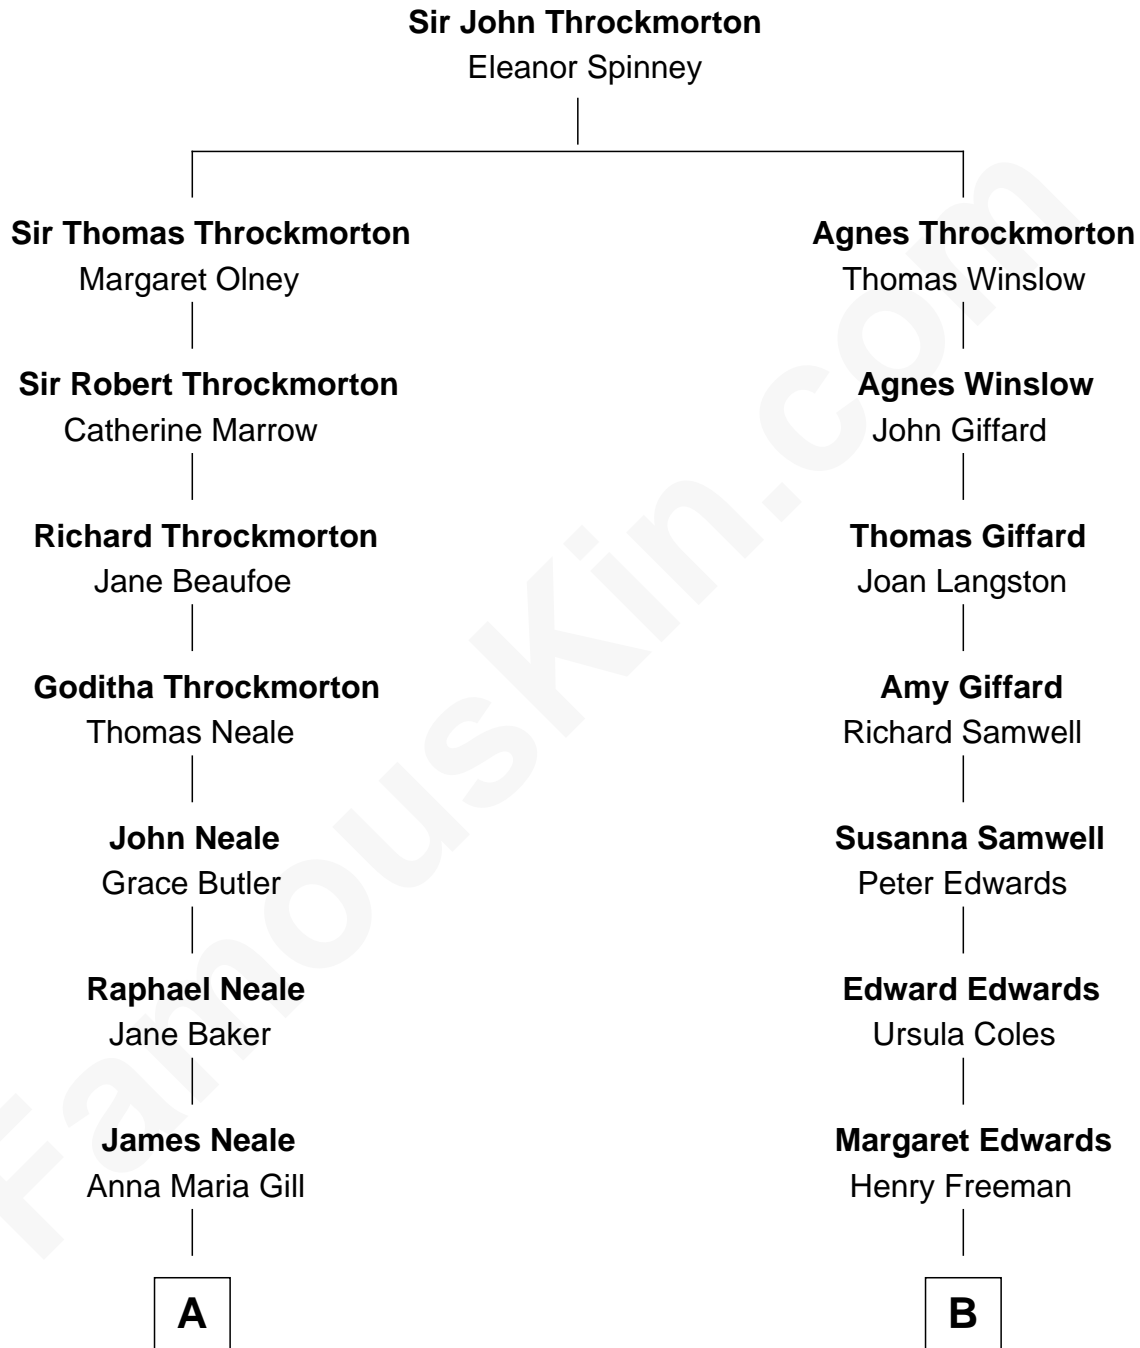 Sir John Throckmorton
Eleanor Spinney
Sir Thomas Throckmorton
Margaret Olney
Agnes Throckmorton
Thomas Winslow
Sir Robert Throckmorton
Catherine Marrow
Agnes Winslow
John Giffard
Richard Throckmorton
Jane Beaufoe
Thomas Giffard
Joan Langston
Goditha Throckmorton
Thomas Neale
Amy Giffard
Richard Samwell
John Neale
Grace Butler
Susanna Samwell
Peter Edwards
Raphael Neale
Jane Baker
Edward Edwards
Ursula Coles
James Neale
Anna Maria Gill
Margaret Edwards
Henry Freeman
A
B
FamousKin.com